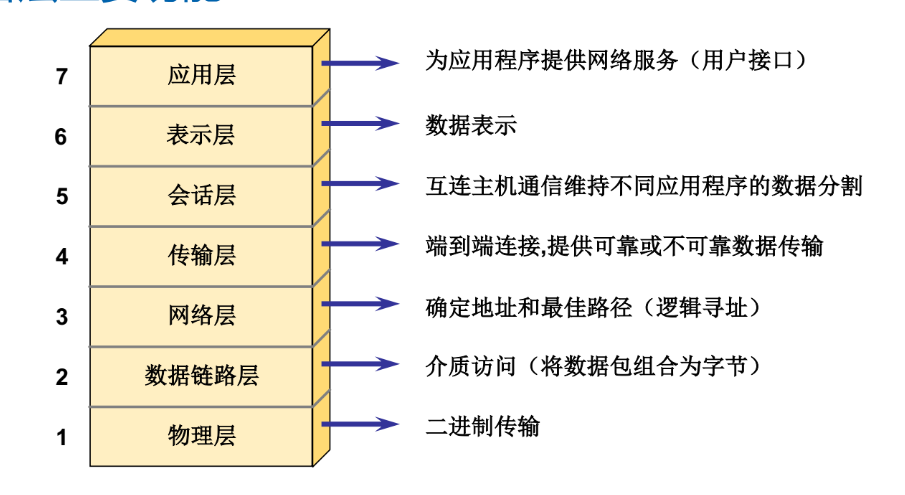 7 应用层 为应用程序提供网络服务（用户接口）
6 表示层 数据表示
5 会话层 互连主机通信维持不同应用程序的数据分割
4 传输层 端到端连接,提供可靠或不可靠数据传输
3 网络层 确定地址和最佳路径（逻辑寻址）
2 数据链路层 介质访问（将数据包组合为字节）
1 物理层 二进制传输